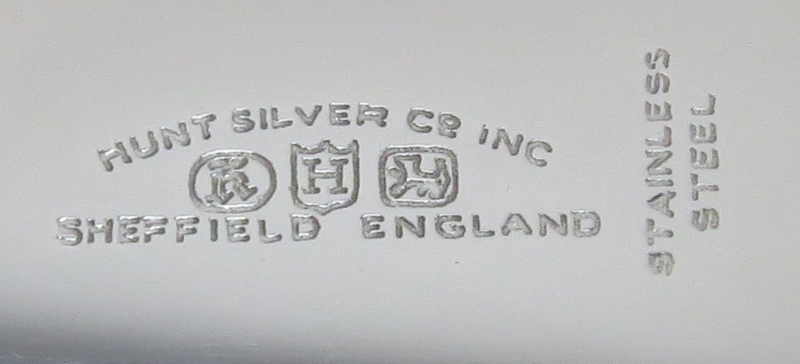 HUNT SILVER Co INC
H
SHEFFIELD ENGLAND
STAINLESS
STEEL